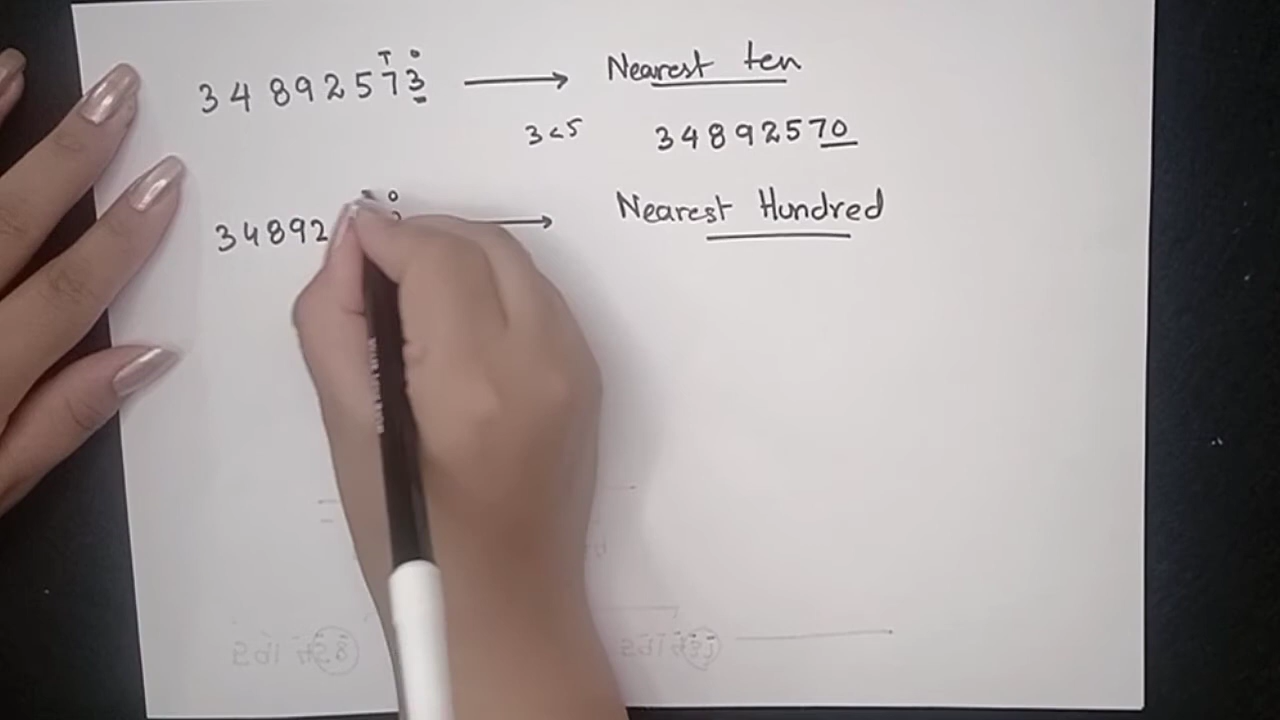 T O
34892573 → Nearest ten
3<5 34892570
O
34892 → Nearest Hundred